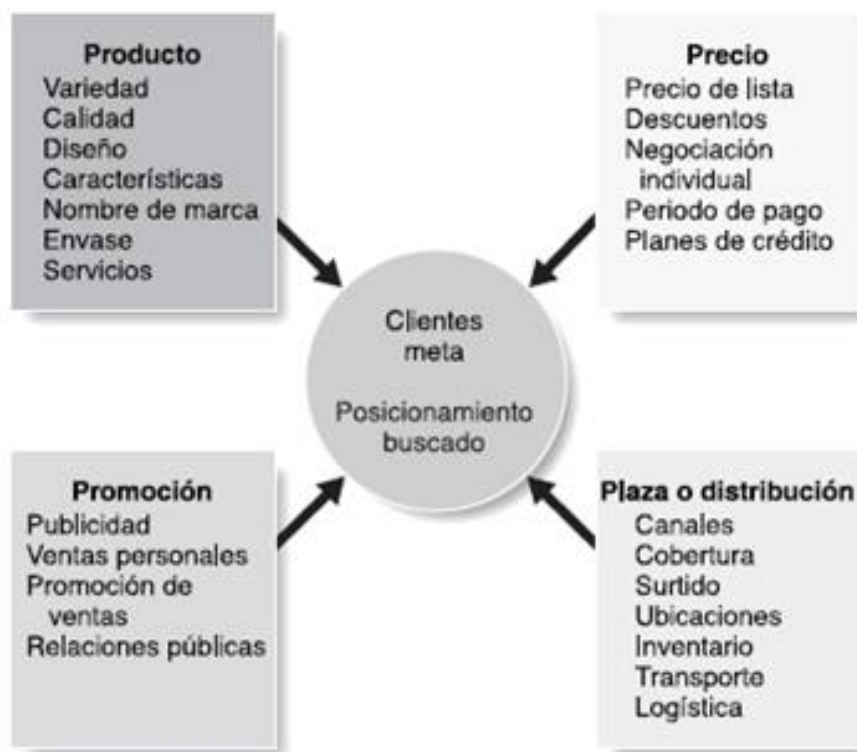 Producto
Variedad
Calidad
Diseño
Características
Nombre de marca
Envase
Servicios
Precio
Precio de lista
Descuentos
Negociación
individual
Periodo de pago
Planes de crédito
Clientes
meta
Posicionamiento
buscado
Promoción
Publicidad
Ventas personales
Promoción de
ventas
Relaciones públicas
Plaza o distribución
Canales
Cobertura
Surtido
Ubicaciones
Inventario
Transporte
Logística